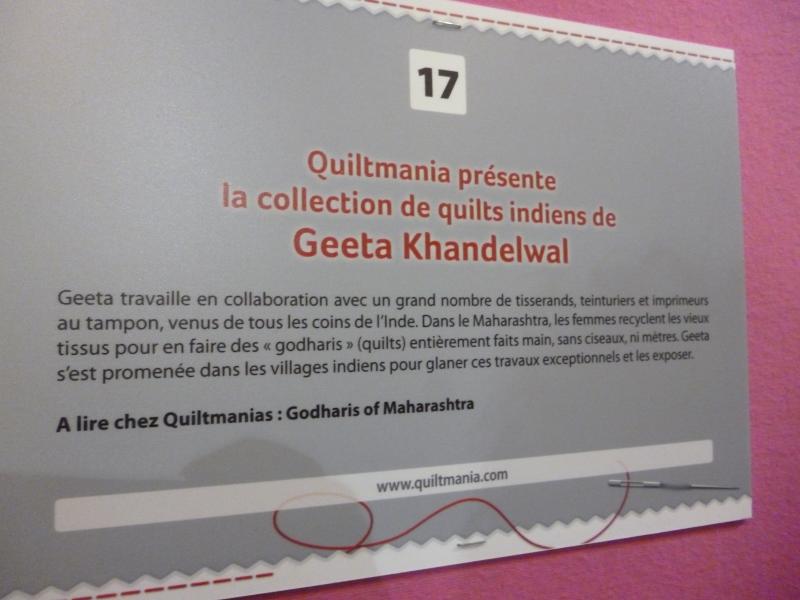 17
Quiltmania présente
la collection de quilts indiens de
Geeta Khandelwal
Geeta travaille en collaboration avec un grand nombre de tisserands, teinturiers et imprimeurs
au tampon, venus de tous les coins de l'Inde. Dans le Maharashtra, les femmes recyclent les vieux
tissus pour en faire des « godharis » (quilts) entièrement faits main, sans ciseaux, ni mètres. Geeta
s'est promenée dans les villages indiens pour glaner ces travaux exceptionnels et les exposer.
A lire chez Quiltmanias : Godharis of Maharashtra
www.quiltmania.com